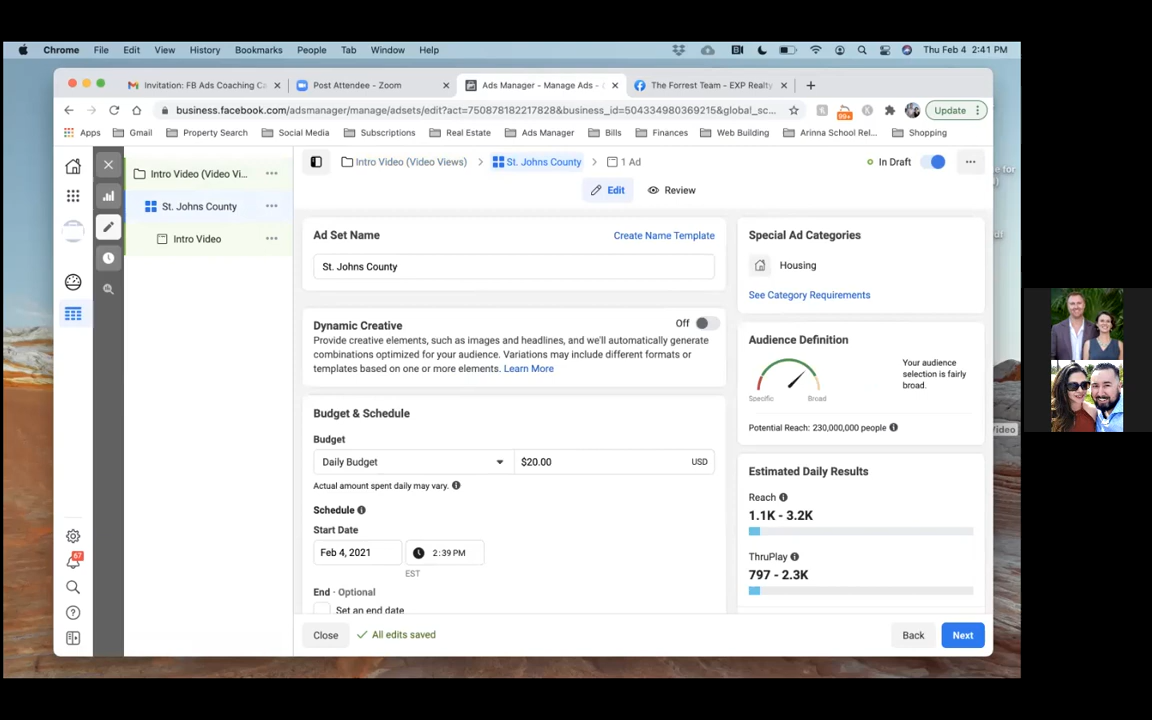 Chrome File Edit View History Bookmarks People Tab Window Help Thu Feb 4 2:41 PM
Invitation: FB Ads Coaching Ca Post Attendee - Zoom Ads Manager - Manage Ads - The Forrest Team - EXP Realty
business.facebook.com/adsmanager/manage/adsets/edit?act=750878182217828&business_id=504334980369215&global_sc... 99+ Update
Apps Gmail Property Search Social Media Subscriptions Real Estate Ads Manager Bills Finances Web Building Arinna School Rel... Shopping
Intro Video (Video Vi...
St. Johns County
Intro Video
67
Intro Video (Video Views) St. Johns County 1 Ad In Draft
Edit Review
Ad Set Name Create Name Template
St. Johns County
Dynamic Creative Off
Provide creative elements, such as images and headlines, and we'll automatically generate
combinations optimized for your audience. Variations may include different formats or
templates based on one or more elements. Learn More
Budget & Schedule
Budget
Daily Budget $20.00 USD
Actual amount spent daily may vary.
Schedule
Start Date
Feb 4, 2021 2:39 PM
EST
End · Optional
Set an end date
Close All edits saved Back Next
Special Ad Categories
Housing
See Category Requirements
Audience Definition
Your audience
selection is fairly
broad.
Specific Broad
Potential Reach: 230,000,000 people
Estimated Daily Results
Reach
1.1K - 3.2K
ThruPlay
797 - 2.3K